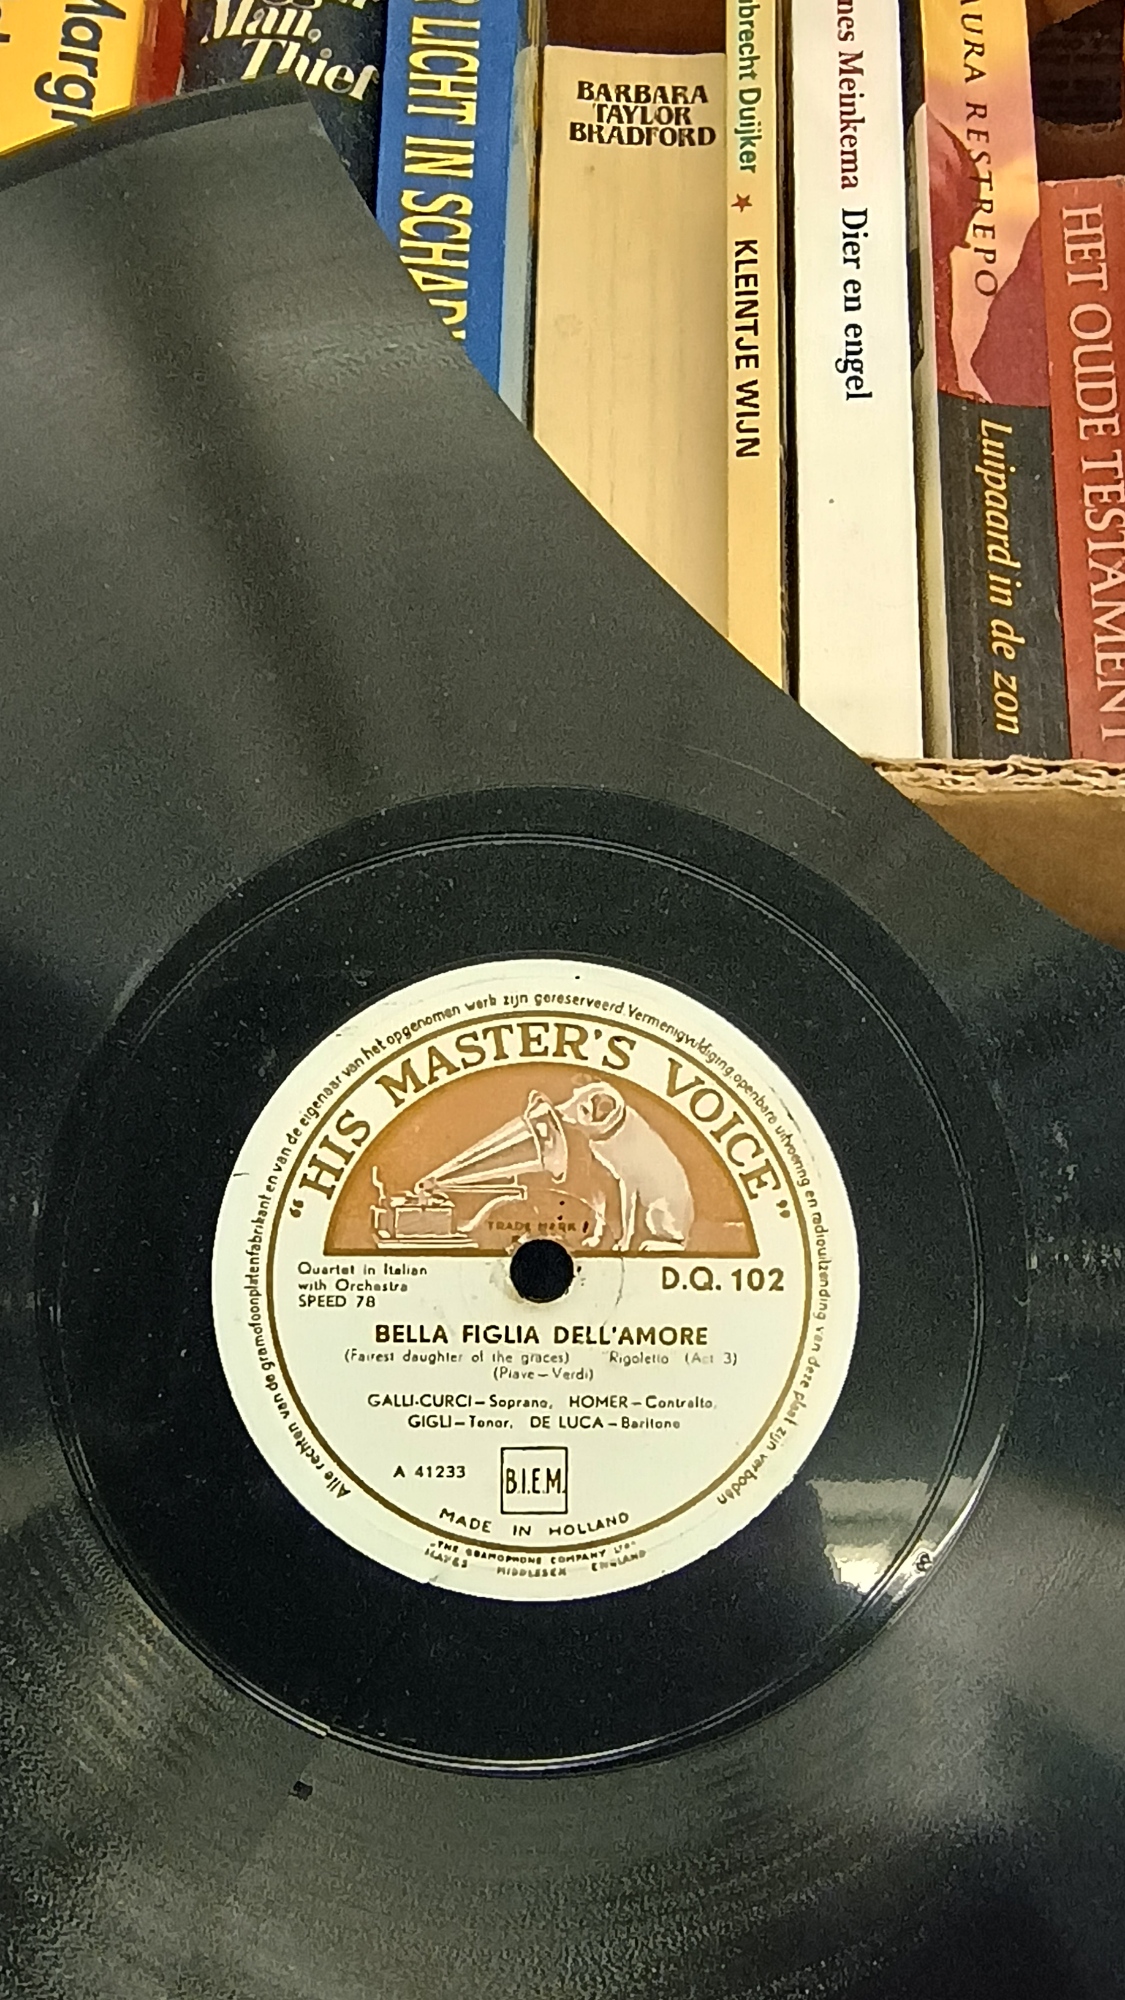 Man,
Thief
LICHT IN SCHADU
BARBARA
TAYLOR
BRADFORD
Duijker ★ KLEINTJE WIJN
Meinkema Dier en engel
RESTREPO
Luipaard in de zon
HET OUDE TESTAMENT
Alle rechten van de gramofoonplatenfabrikant en van de eigenaar van het opgenomen werk zijn gereserveerd. Vermenigvuldiging, openbare uitvoering en radiouitzending van deze plaat zijn verboden
"HIS MASTER'S VOICE"
TRADE MARK
Quartet in Italian
with Orchestra
SPEED 78
D.Q. 102
BELLA FIGLIA DELL'AMORE
(Fairest daughter of the graces) "Rigoletto (Act 3)
(Piave – Verdi)
GALLI-CURCI – Soprano, HOMER – Contralto,
GIGLI – Tenor, DE LUCA – Baritone
A 41233
B.I.E.M.
MADE IN HOLLAND
THE GRAMOPHONE COMPANY LTD
HAYES MIDDLESEX ENGLAND